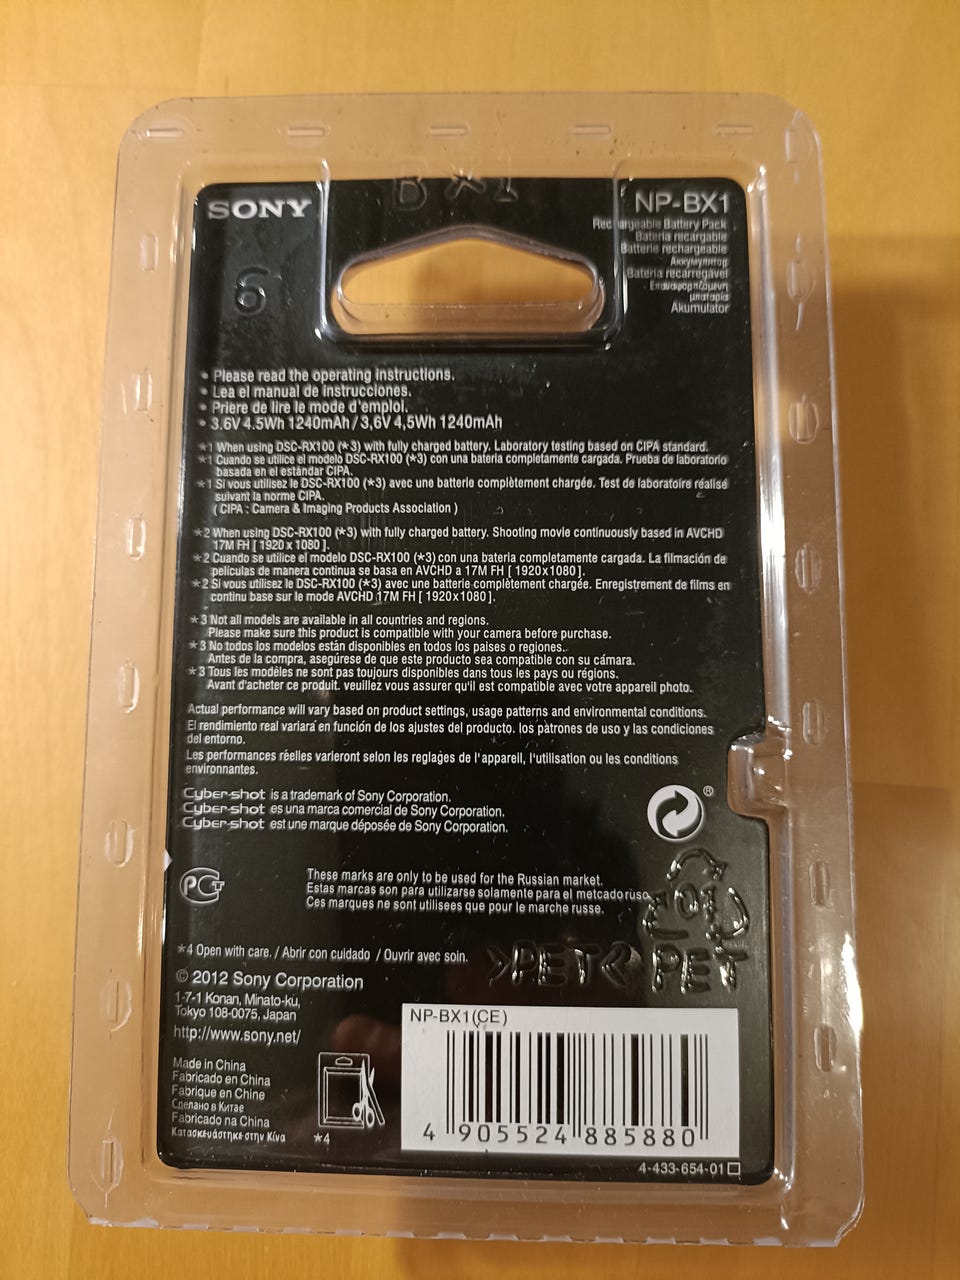 BX1
SONY
NP-BX1
Rechargeable Battery Pack
Batería recargable
Batterie rechargeable
Аккумулятор
Bateria recarregável
Επαναφορτιζόμενη
μπαταρία
Akumulator
6
• Please read the operating instructions.
• Lea el manual de instrucciones.
• Prière de lire le mode d'emploi.
• 3.6V 4.5Wh 1240mAh / 3,6V 4,5Wh 1240mAh
*1 When using DSC-RX100 (*3) with fully charged battery. Laboratory testing based on CIPA standard.
*1 Cuando se utilice el modelo DSC-RX100 (*3) con una batería completamente cargada. Prueba de laboratorio
basada en el estándar CIPA.
*1 Si vous utilisez le DSC-RX100 (*3) avec une batterie complètement chargée. Test de laboratoire réalisé
suivant la norme CIPA.
( CIPA : Camera & Imaging Products Association )
*2 When using DSC-RX100 (*3) with fully charged battery. Shooting movie continuously based in AVCHD
17M FH [ 1920 x 1080 ].
*2 Cuando se utilice el modelo DSC-RX100 (*3) con una batería completamente cargada. La filmación de
películas de manera continua se basa en AVCHD a 17M FH [ 1920x1080 ].
*2 Si vous utilisez le DSC-RX100 (*3) avec une batterie complètement chargée. Enregistrement de films en
continu base sur le mode AVCHD 17M FH [ 1920x1080 ].
*3 Not all models are available in all countries and regions.
Please make sure this product is compatible with your camera before purchase.
*3 No todos los modelos están disponibles en todos los países o regiones.
Antes de la compra, asegúrese de que este producto sea compatible con su cámara.
*3 Tous les modèles ne sont pas toujours disponibles dans tous les pays ou régions.
Avant d'acheter ce produit. veuillez vous assurer qu'il est compatible avec votre appareil photo.
Actual performance will vary based on product settings, usage patterns and environmental conditions.
El rendimiento real variará en función de los ajustes del producto. los pàtrones de uso y las condiciones
del entorno.
Les performances réelles varieront selon les reglages de l'appareil, l'utilisation ou les conditions
environnantes.
Cyber-shot is a trademark of Sony Corporation.
Cyber-shot es una marca comercial de Sony Corporation.
Cyber-shot est une marque déposée de Sony Corporation.
®
РСТ
These marks are only to be used for the Russian market.
Estas marcas son para utilizarse solamente para el metcado ruso.
Ces marques ne sont utilisees que pour le marche russe.
01
>PET<
PET
*4 Open with care. / Abrir con cuidado / Ouvrir avec soin.
© 2012 Sony Corporation
1-7-1 Konan, Minato-ku,
Tokyo 108-0075, Japan
http://www.sony.net/
Made in China
Fabricado en China
Fabrique en Chine
Сделано в Китае
Fabricado na China
Κατασκευάστηκε στην Κίνα
*4
NP-BX1(CE)
4 905524 885880
4-433-654-01